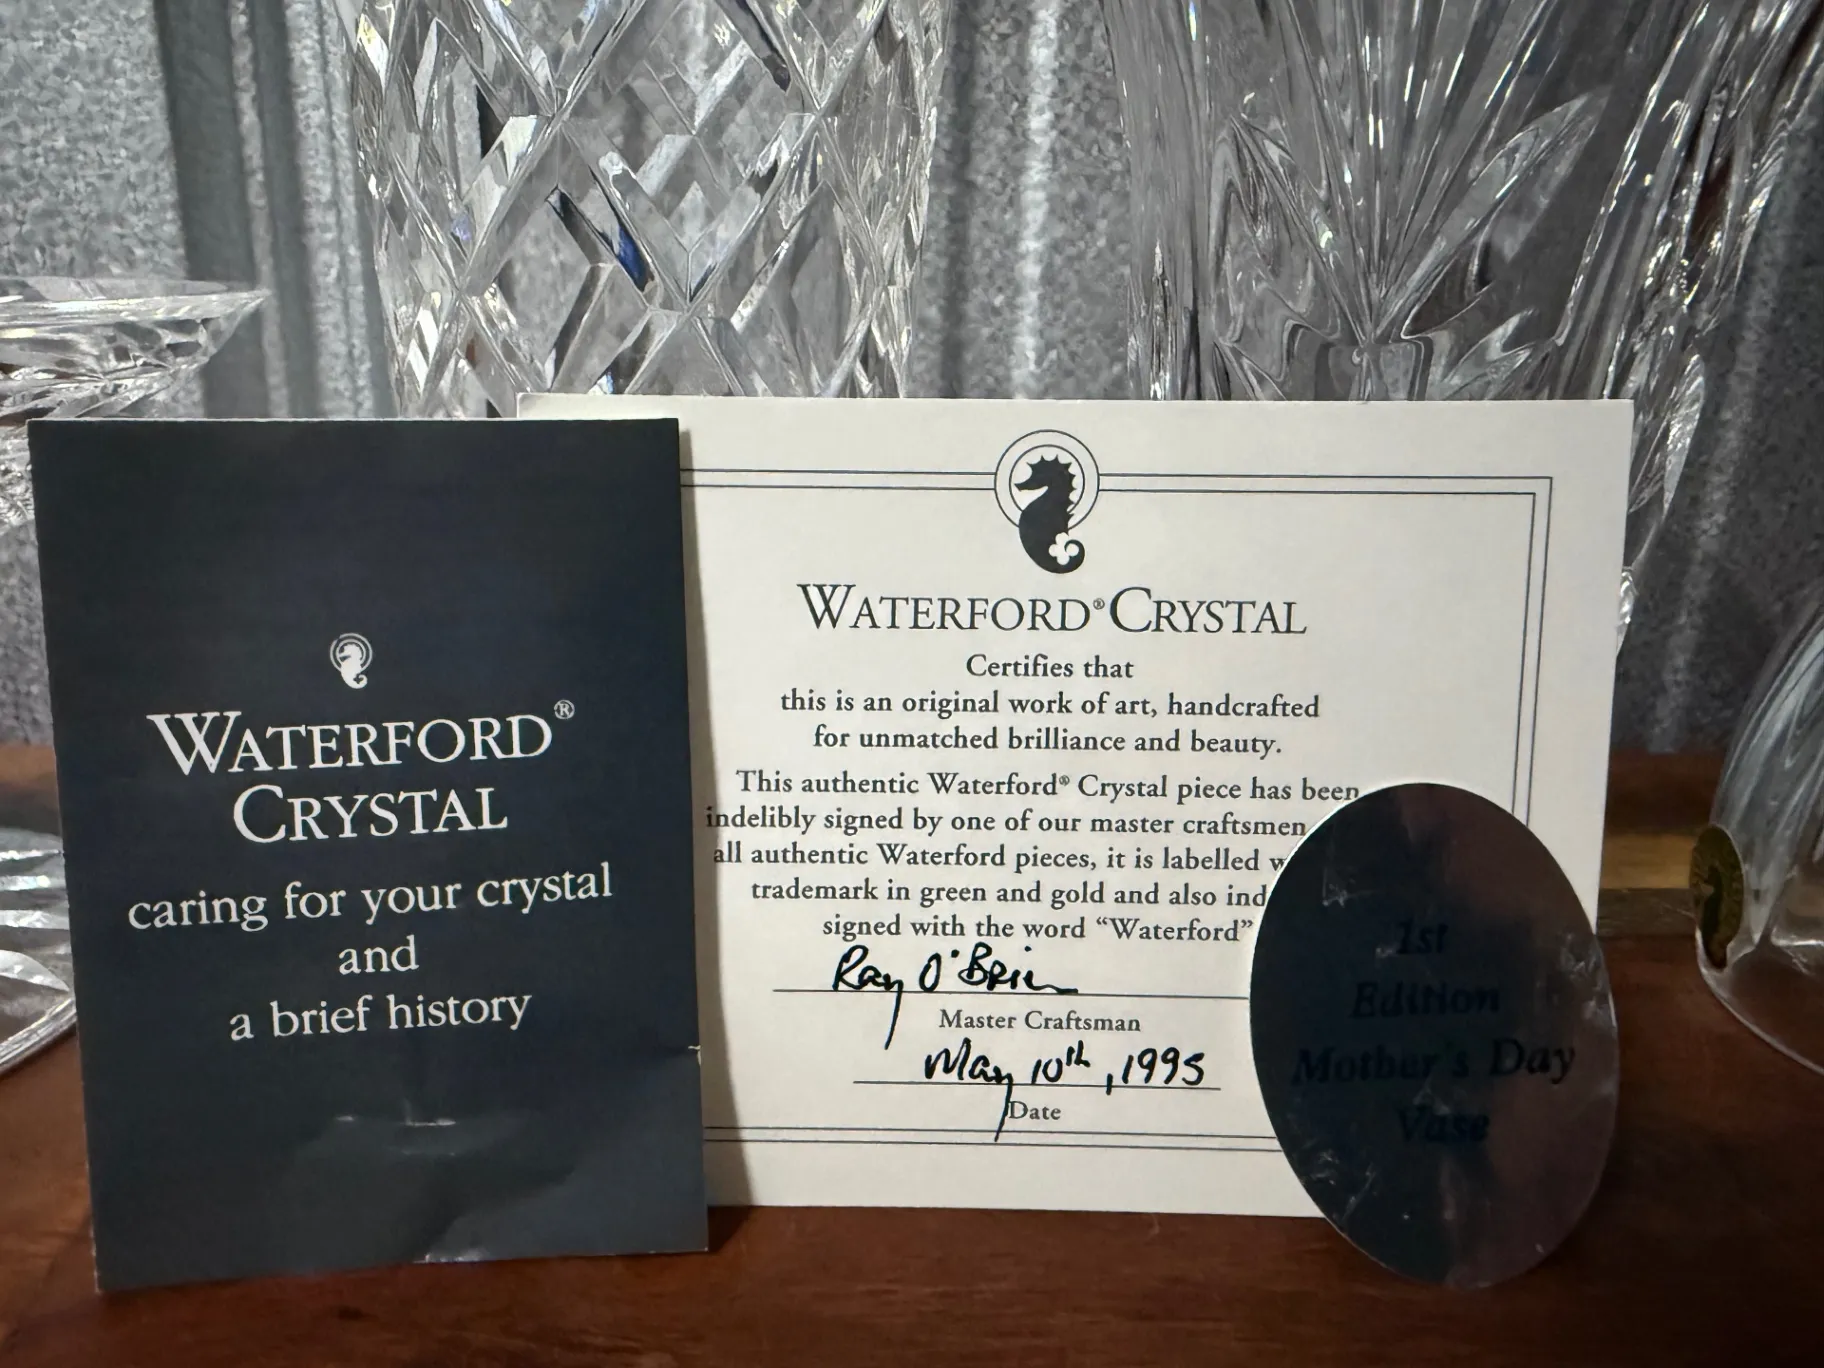 WATERFORD®
CRYSTAL
caring for your crystal
and
a brief history
WATERFORD® CRYSTAL
Certifies that
this is an original work of art, handcrafted
for unmatched brilliance and beauty.
This authentic Waterford® Crystal piece has been
indelibly signed by one of our master craftsmen
all authentic Waterford pieces, it is labelled
trademark in green and gold and also
signed with the word “Waterford”
Ray O'Brien
Master Craftsman
May 10th, 1995
Date
1st
Edition
Mother's Day
Vase